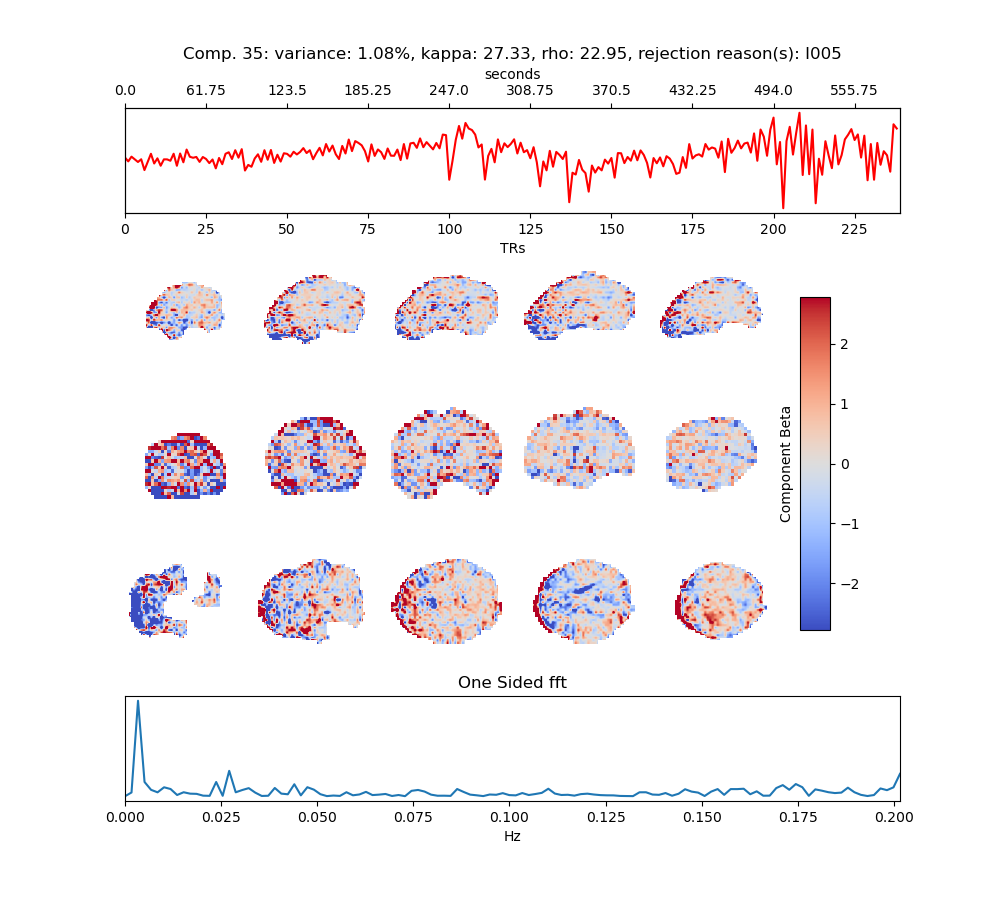 Comp. 35: variance: 1.08%, kappa: 27.33, rho: 22.95, rejection reason(s): I005
seconds
0.0 61.75 123.5 185.25 247.0 308.75 370.5 432.25 494.0 555.75
0 25 50 75 100 125 150 175 200 225
TRs
2
1
0
−1
−2
Component Beta
One Sided fft
0.000 0.025 0.050 0.075 0.100 0.125 0.150 0.175 0.200
Hz